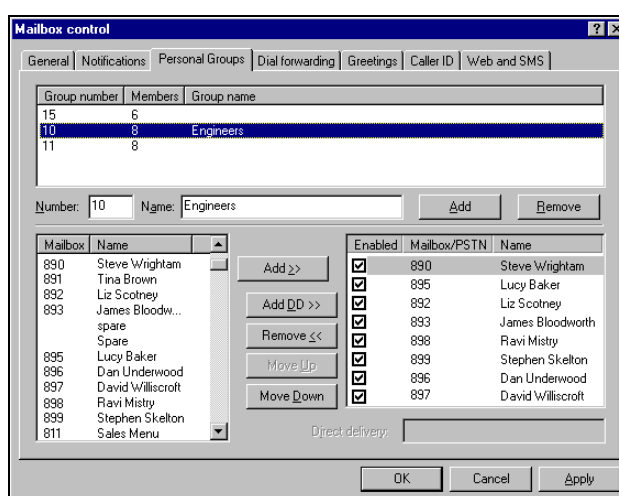 Mailbox control
General Notifications Personal Groups Dial forwarding Greetings Caller ID Web and SMS
Group number Members Group name
15 6
10 8 Engineers
11 8
Number: 10 Name: Engineers Add Remove
Mailbox Name
890 Steve Wrightam
891 Tina Brown
892 Liz Scotney
893 James Bloodw...
spare
Spare
895 Lucy Baker
896 Dan Underwood
897 David Williscroft
898 Ravi Mistry
899 Stephen Skelton
811 Sales Menu
Add >>
Add DD >>
Remove <<
Move Up
Move Down
Enabled Mailbox/PSTN Name
890 Steve Wrightam
895 Lucy Baker
892 Liz Scotney
893 James Bloodworth
898 Ravi Mistry
899 Stephen Skelton
896 Dan Underwood
897 David Williscroft
Direct delivery:
OK Cancel Apply